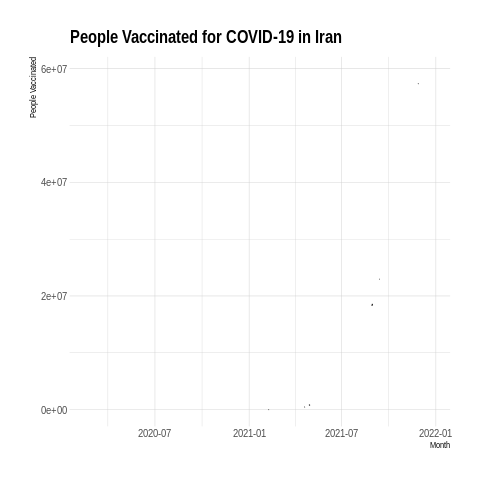 People Vaccinated for COVID-19 in Iran
People Vaccinated
6e+07
4e+07
2e+07
0e+00
2020-07
2021-01
2021-07
2022-01
Month